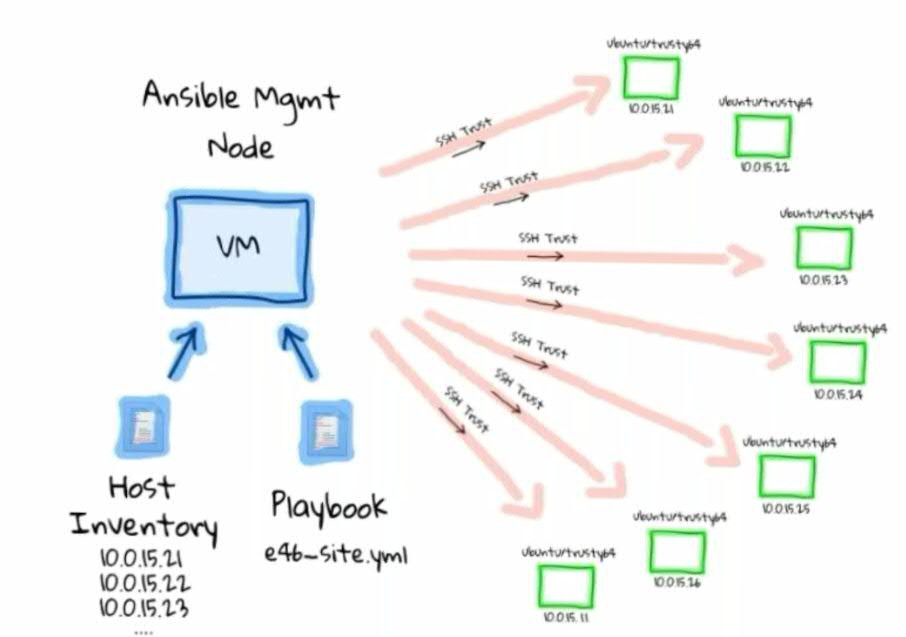 Ansible Mgmt
Node
VM
Host
Inventory
10.0.15.21
10.0.15.22
10.0.15.23
....
Playbook
e46-site.yml
SSH Trust
SSH Trust
SSH Trust
SSH Trust
SSH Trust
SSH Trust
SSH Trust
ubuntu/trusty64
10.0.15.21
ubuntu/trusty64
10.0.15.22
ubuntu/trusty64
10.0.15.23
ubuntu/trusty64
10.0.15.24
ubuntu/trusty64
10.0.15.25
ubuntu/trusty64
10.0.15.26
ubuntu/trusty64
10.0.15.11